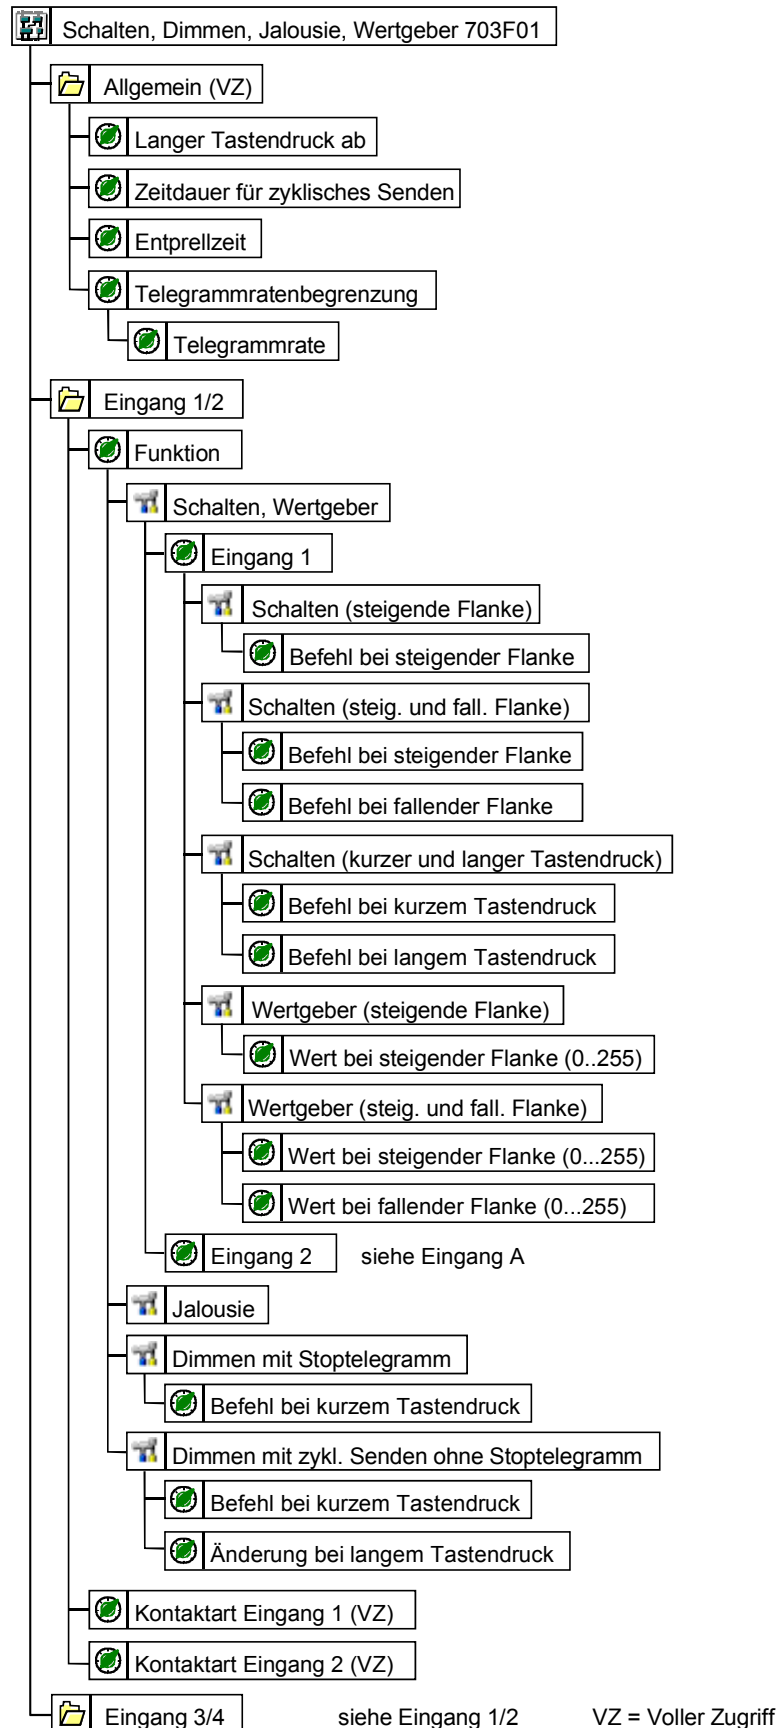 Schalten, Dimmen, Jalousie, Wertgeber 703F01
Allgemein (VZ)
Langer Tastendruck ab
Zeitdauer für zyklisches Senden
Entprellzeit
Telegrammratenbegrenzung
Telegrammrate
Eingang 1/2
Funktion
Schalten, Wertgeber
Eingang 1
Schalten (steigende Flanke)
Befehl bei steigender Flanke
Schalten (steig. und fall. Flanke)
Befehl bei steigender Flanke
Befehl bei fallender Flanke
Schalten (kurzer und langer Tastendruck)
Befehl bei kurzem Tastendruck
Befehl bei langem Tastendruck
Wertgeber (steigende Flanke)
Wert bei steigender Flanke (0..255)
Wertgeber (steig. und fall. Flanke)
Wert bei steigender Flanke (0...255)
Wert bei fallender Flanke (0...255)
Eingang 2 siehe Eingang A
Jalousie
Dimmen mit Stoptelegramm
Befehl bei kurzem Tastendruck
Dimmen mit zykl. Senden ohne Stoptelegramm
Befehl bei kurzem Tastendruck
Änderung bei langem Tastendruck
Kontaktart Eingang 1 (VZ)
Kontaktart Eingang 2 (VZ)
Eingang 3/4 siehe Eingang 1/2 VZ = Voller Zugriff